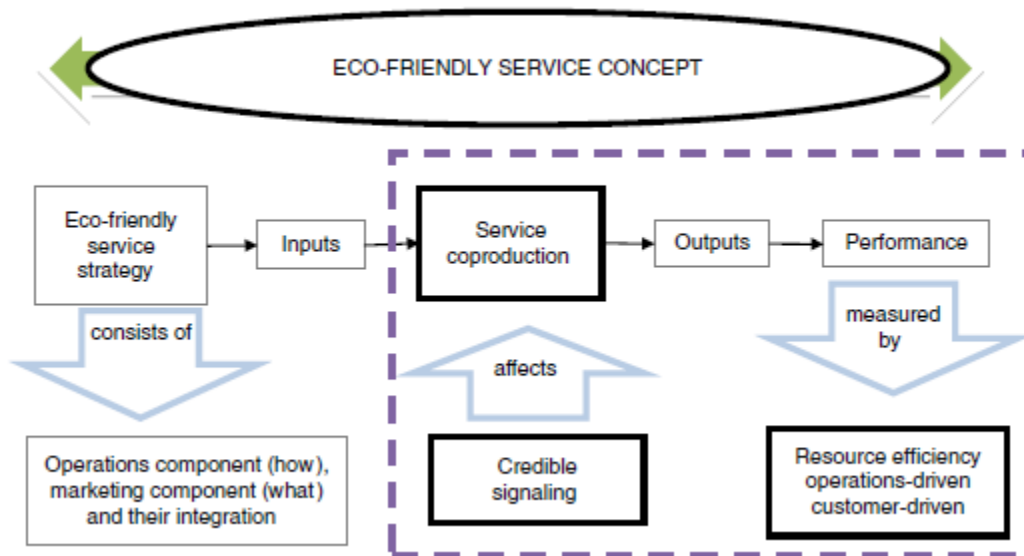 ECO-FRIENDLY SERVICE CONCEPT
Eco-friendly
service
strategy
Inputs
Service
coproduction
Outputs
Performance
consists of
affects
measured
by
Operations component (how),
marketing component (what)
and their integration
Credible
signaling
Resource efficiency
operations-driven
customer-driven